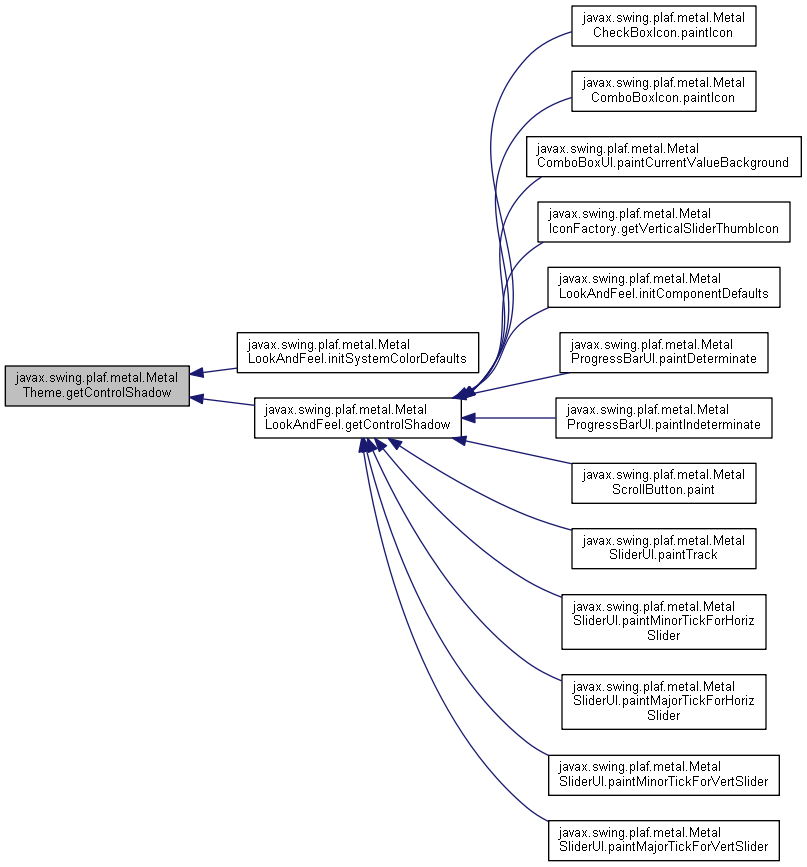 javax.swing.plaf.metal.Metal
CheckBoxIcon.paintIcon
javax.swing.plaf.metal.Metal
ComboBoxIcon.paintIcon
javax.swing.plaf.metal.Metal
ComboBoxUI.paintCurrentValueBackground
javax.swing.plaf.metal.Metal
IconFactory.getVerticalSliderThumbIcon
javax.swing.plaf.metal.Metal
LookAndFeel.initComponentDefaults
javax.swing.plaf.metal.Metal
LookAndFeel.initSystemColorDefaults
javax.swing.plaf.metal.Metal
ProgressBarUI.paintDeterminate
javax.swing.plaf.metal.Metal
Theme.getControlShadow
javax.swing.plaf.metal.Metal
LookAndFeel.getControlShadow
javax.swing.plaf.metal.Metal
ProgressBarUI.paintIndeterminate
javax.swing.plaf.metal.Metal
ScrollButton.paint
javax.swing.plaf.metal.Metal
SliderUI.paintTrack
javax.swing.plaf.metal.Metal
SliderUI.paintMinorTickForHoriz
Slider
javax.swing.plaf.metal.Metal
SliderUI.paintMajorTickForHoriz
Slider
javax.swing.plaf.metal.Metal
SliderUI.paintMinorTickForVertSlider
javax.swing.plaf.metal.Metal
SliderUI.paintMajorTickForVertSlider